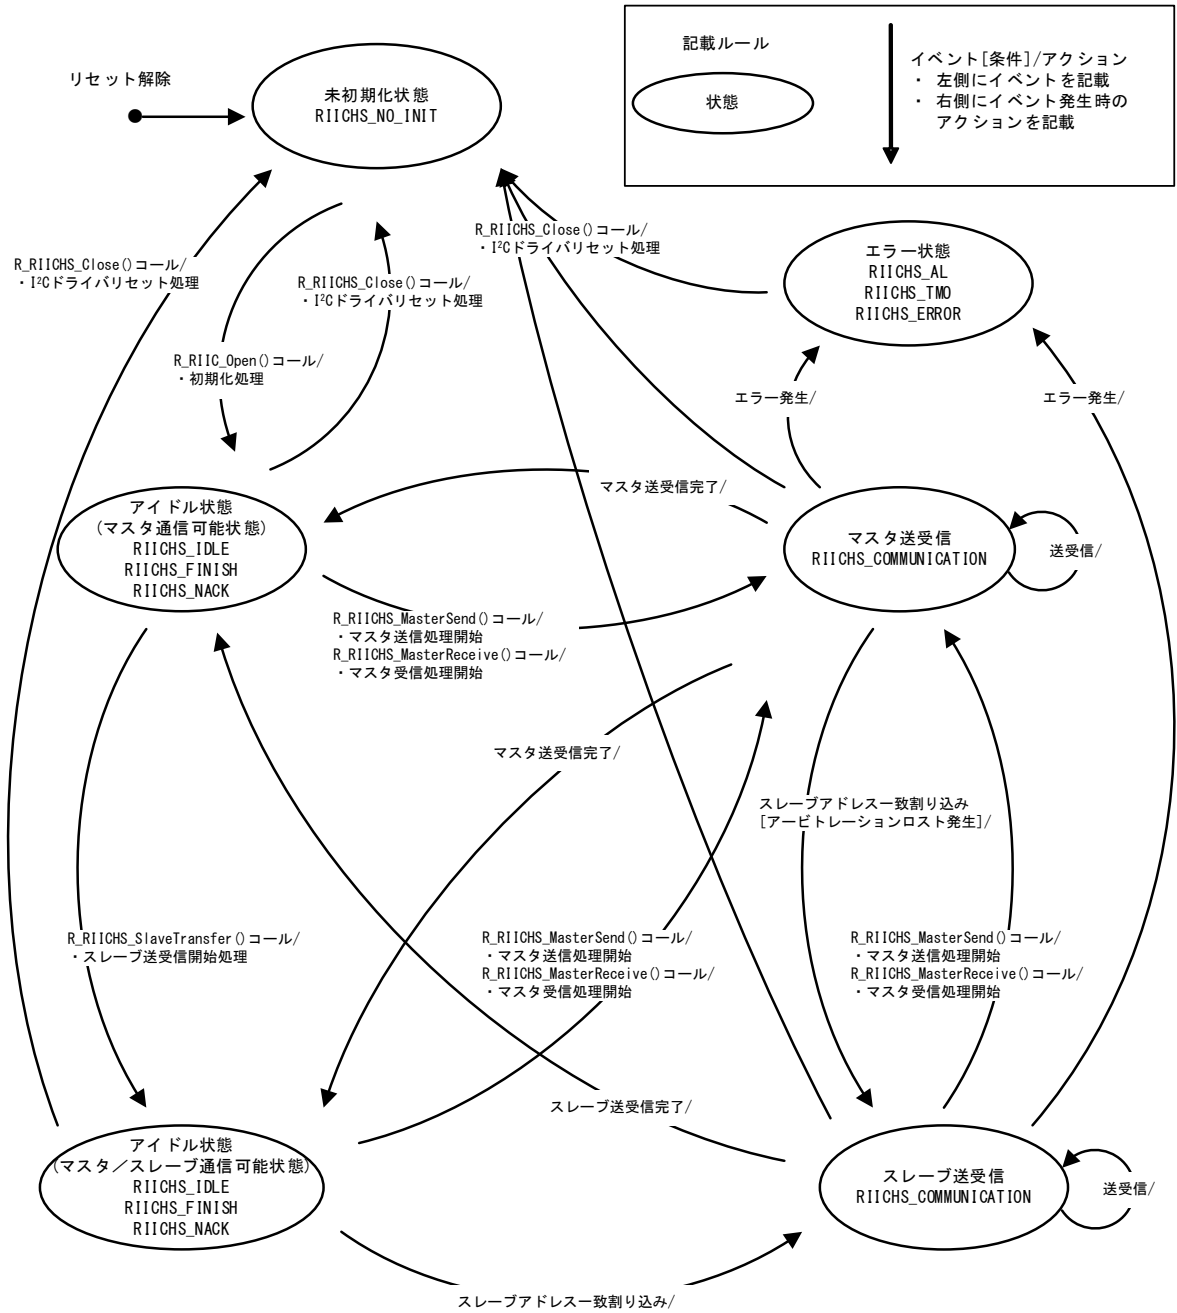 記載ルール
状態
イベント[条件]/アクション
・ 左側にイベントを記載
・ 右側にイベント発生時の
アクションを記載
リセット解除
未初期化状態
RIICHS_NO_INIT
R_RIICHS_Close()コール/
・I²Cドライバリセット処理
R_RIICHS_Close()コール/
・I²Cドライバリセット処理
R_RIICHS_Close()コール/
・I²Cドライバリセット処理
エラー状態
RIICHS_AL
RIICHS_TMO
RIICHS_ERROR
R_RIIC_Open()コール/
・初期化処理
エラー発生/
エラー発生/
マスタ送受信完了/
アイドル状態
(マスタ通信可能状態)
RIICHS_IDLE
RIICHS_FINISH
RIICHS_NACK
マスタ送受信
RIICHS_COMMUNICATION
送受信/
R_RIICHS_MasterSend()コール/
・マスタ送信処理開始
R_RIICHS_MasterReceive()コール/
・マスタ受信処理開始
マスタ送受信完了/
スレーブアドレス一致割り込み
[アービトレーションロスト発生]/
R_RIICHS_SlaveTransfer()コール/
・スレーブ送受信開始処理
R_RIICHS_MasterSend()コール/
・マスタ送信処理開始
R_RIICHS_MasterReceive()コール/
・マスタ受信処理開始
R_RIICHS_MasterSend()コール/
・マスタ送信処理開始
R_RIICHS_MasterReceive()コール/
・マスタ受信処理開始
スレーブ送受信完了/
アイドル状態
(マスタ／スレーブ通信可能状態)
RIICHS_IDLE
RIICHS_FINISH
RIICHS_NACK
スレーブ送受信
RIICHS_COMMUNICATION
送受信/
スレーブアドレス一致割り込み/